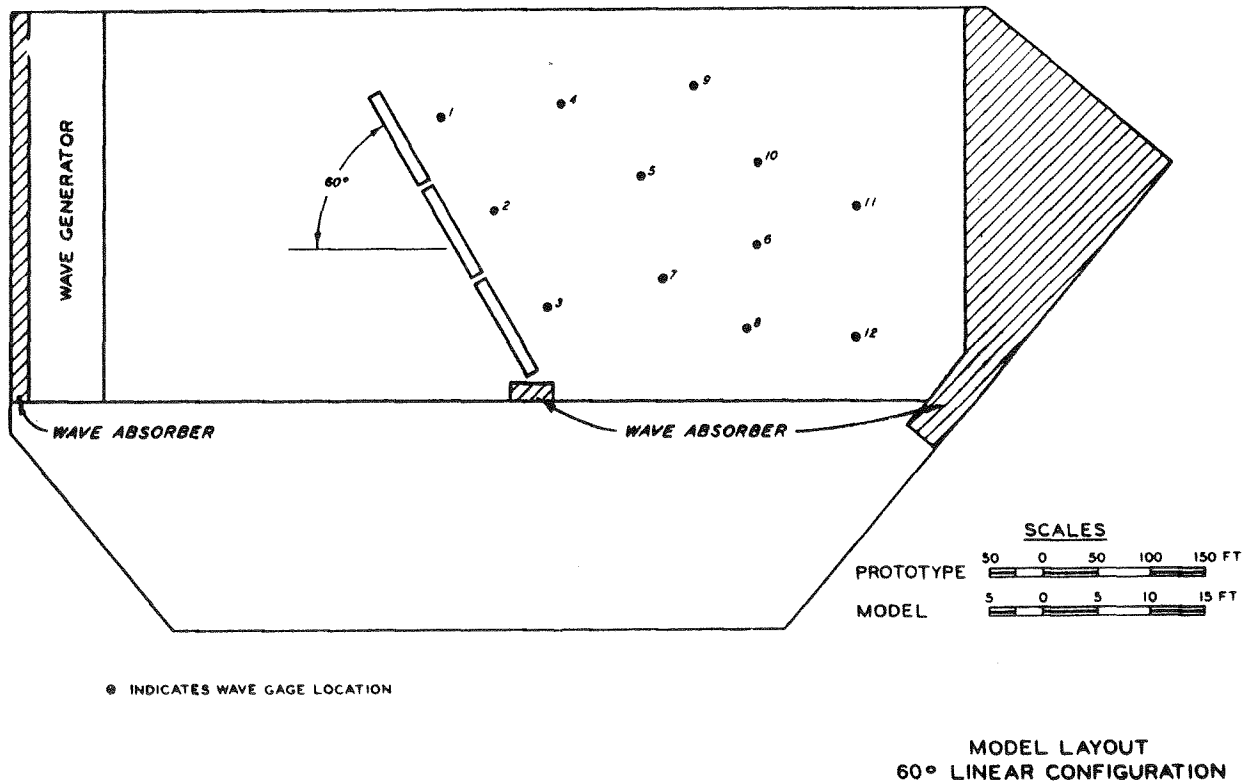 WAVE GENERATOR
60°
1
4
9
2
5
10
11
6
7
3
8
12
WAVE ABSORBER
WAVE ABSORBER
SCALES
50 0 50 100 150 FT
PROTOTYPE
5 0 5 10 15 FT
MODEL
INDICATES WAVE GAGE LOCATION
MODEL LAYOUT
60° LINEAR CONFIGURATION